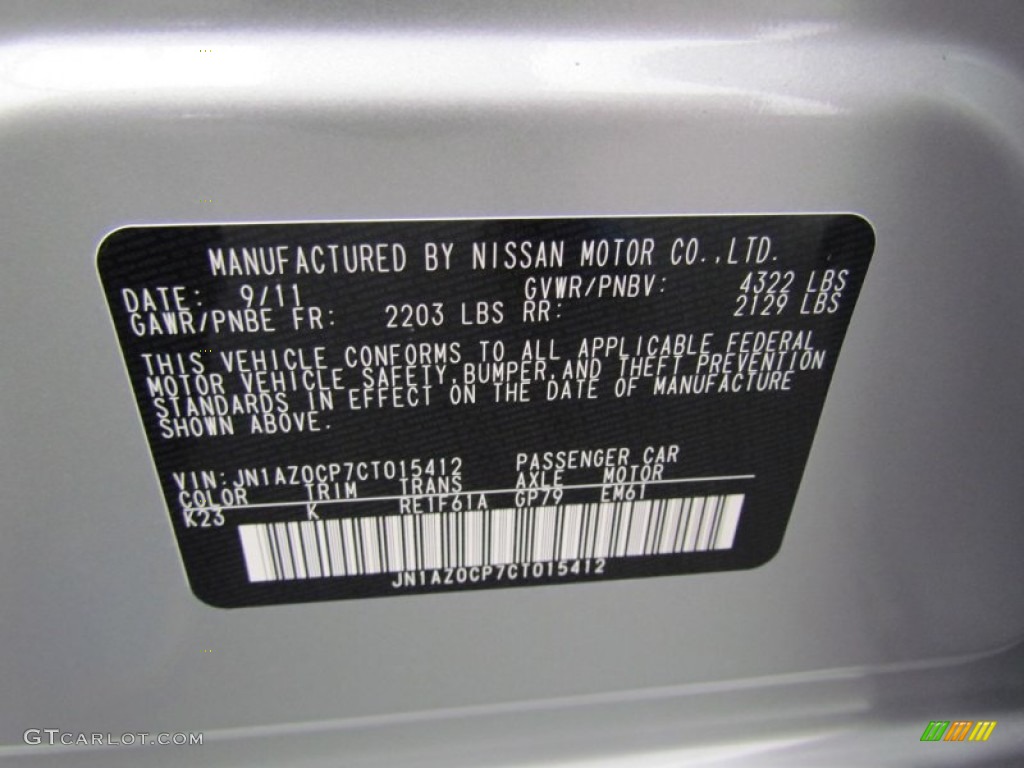 MANUFACTURED BY NISSAN MOTOR CO.,LTD.
DATE: 9/11 GVWR/PNBV: 4322 LBS
GAWR/PNBE FR: 2203 LBS RR: 2129 LBS
THIS VEHICLE CONFORMS TO ALL APPLICABLE FEDERAL
MOTOR VEHICLE SAFETY,BUMPER,AND THEFT PREVENTION
STANDARDS IN EFFECT ON THE DATE OF MANUFACTURE
SHOWN ABOVE.
VIN:JN1AZ0CP7CT015412 PASSENGER CAR
COLOR TRIM TRANS AXLE MOTOR
K23 K RE1F61A GP79 EM61
JN1AZ0CP7CT015412
GTCARLOT.COM